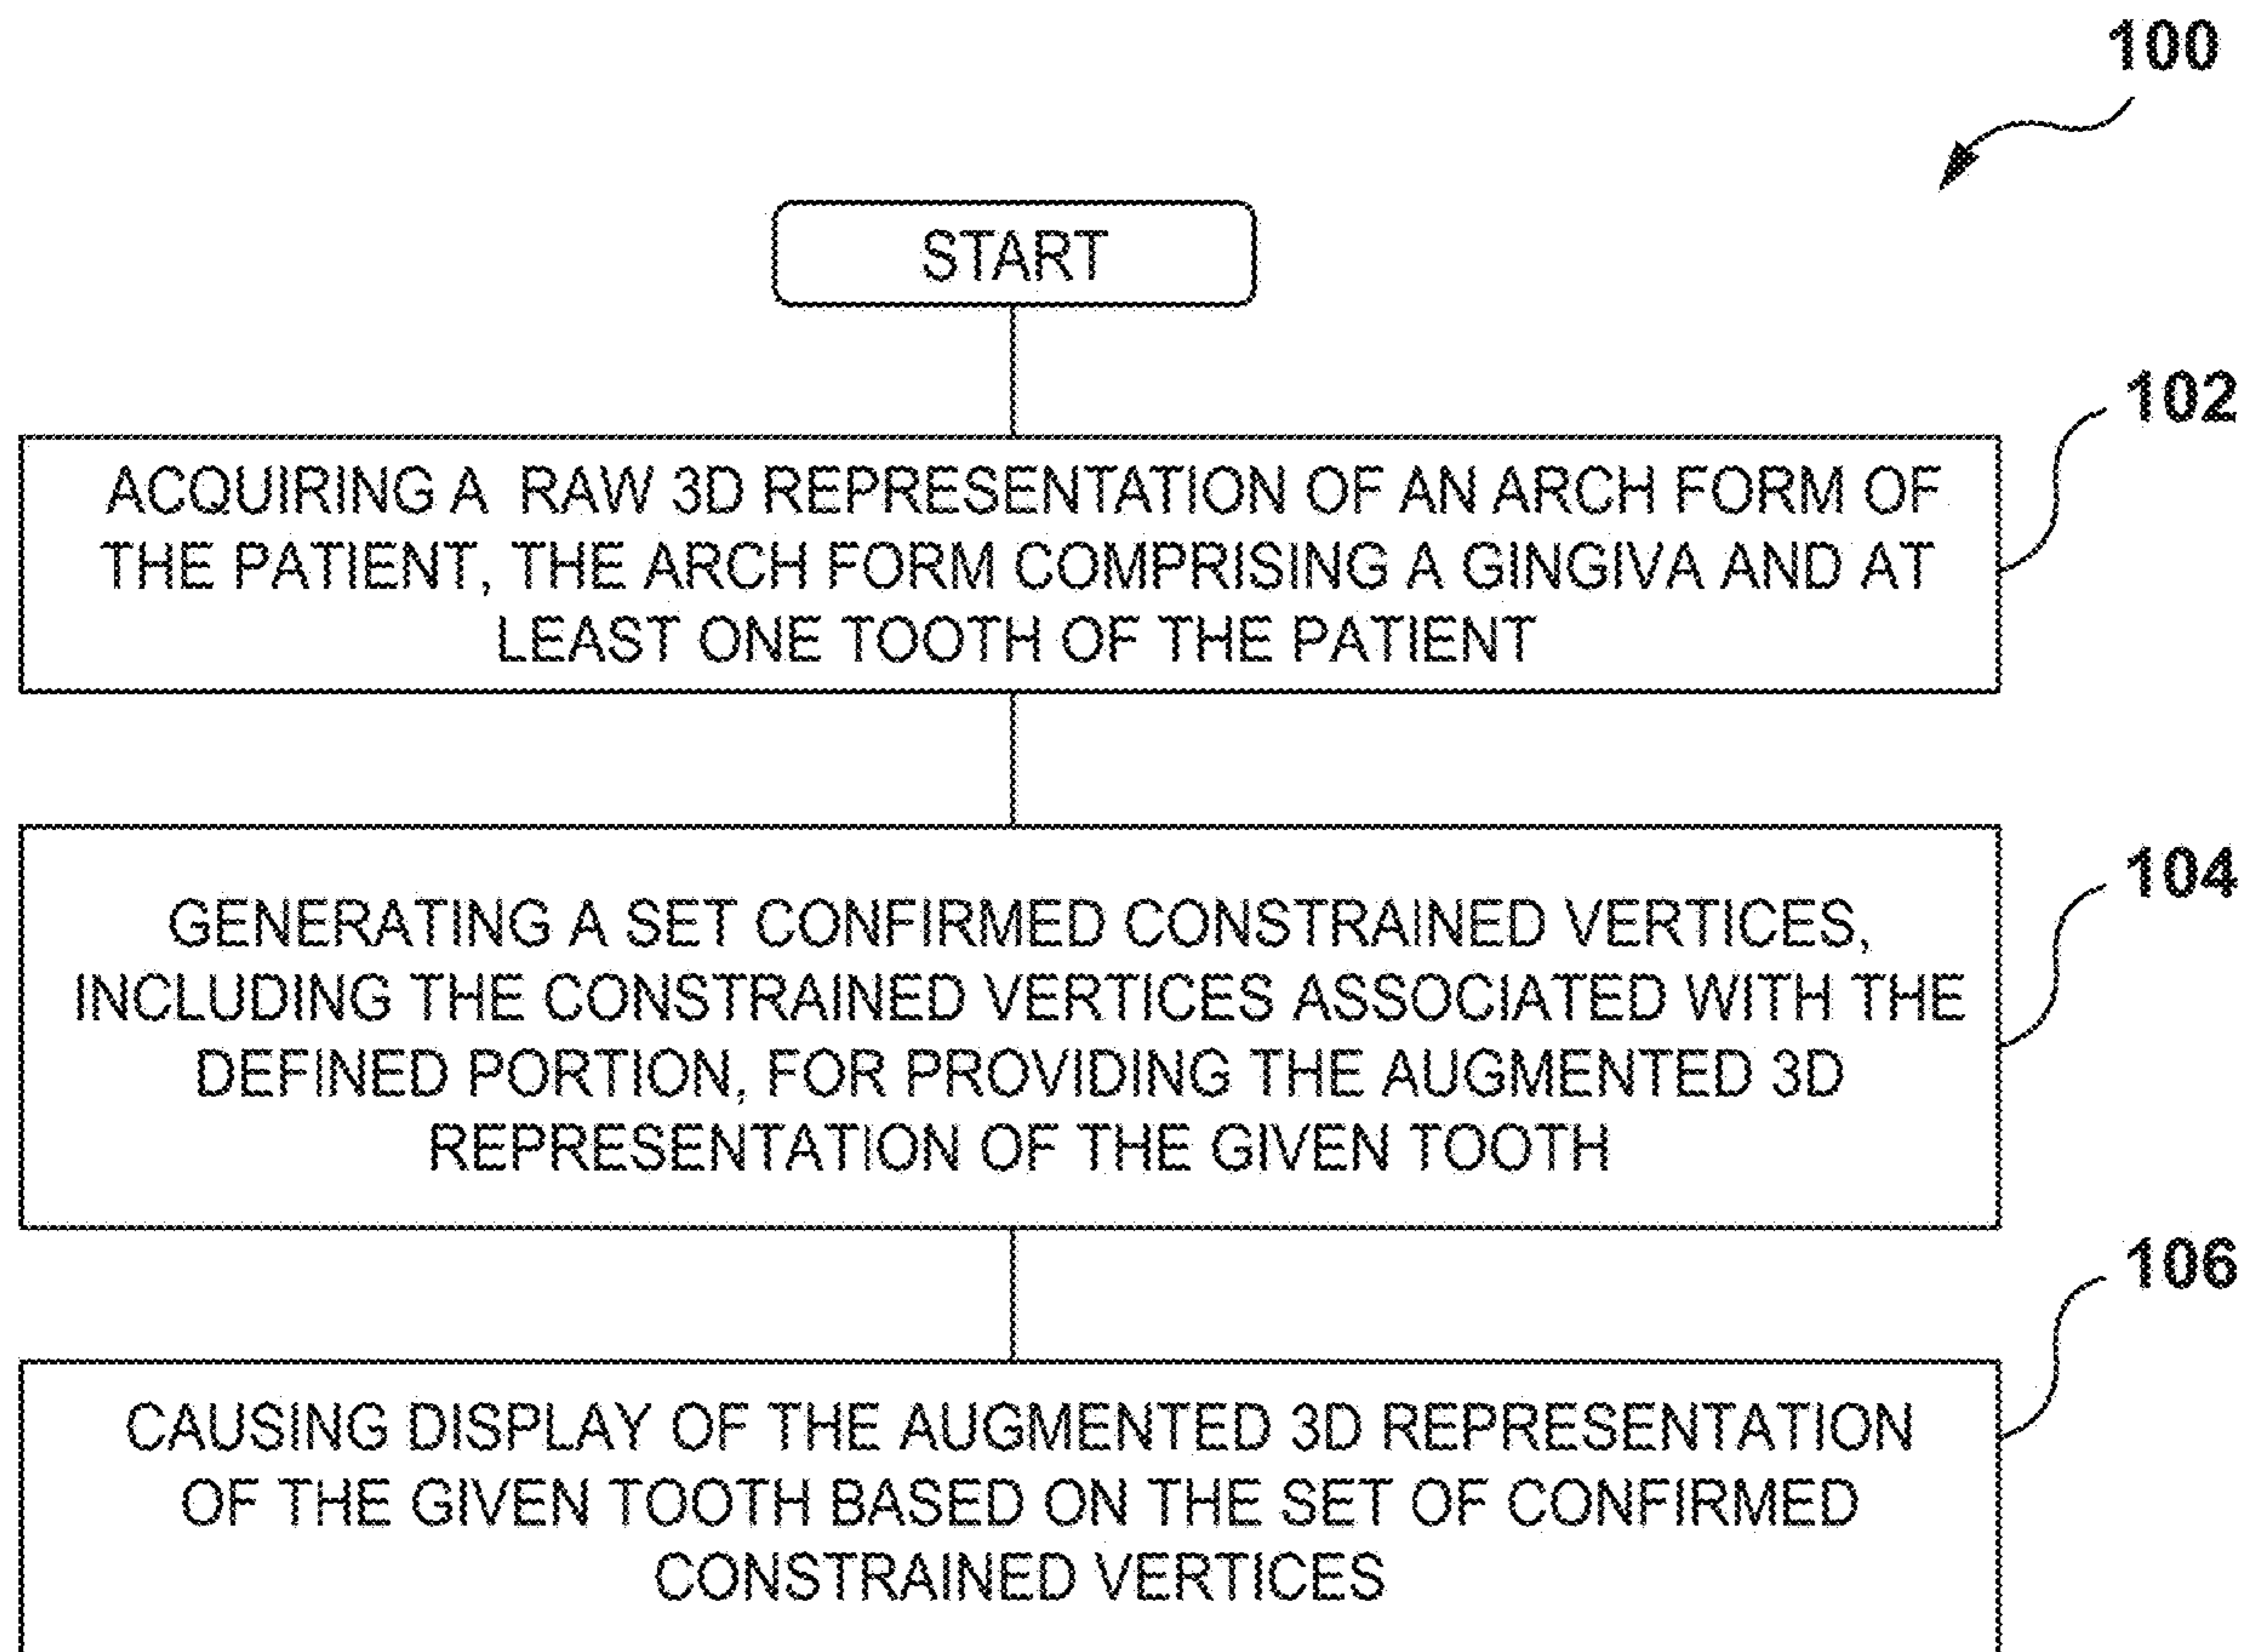 100
START
102
ACQUIRING A RAW 3D REPRESENTATION OF AN ARCH FORM OF
THE PATIENT, THE ARCH FORM COMPRISING A GINGIVA AND AT
LEAST ONE TOOTH OF THE PATIENT
104
GENERATING A SET CONFIRMED CONSTRAINED VERTICES,
INCLUDING THE CONSTRAINED VERTICES ASSOCIATED WITH THE
DEFINED PORTION, FOR PROVIDING THE AUGMENTED 3D
REPRESENTATION OF THE GIVEN TOOTH
106
CAUSING DISPLAY OF THE AUGMENTED 3D REPRESENTATION
OF THE GIVEN TOOTH BASED ON THE SET OF CONFIRMED
CONSTRAINED VERTICES